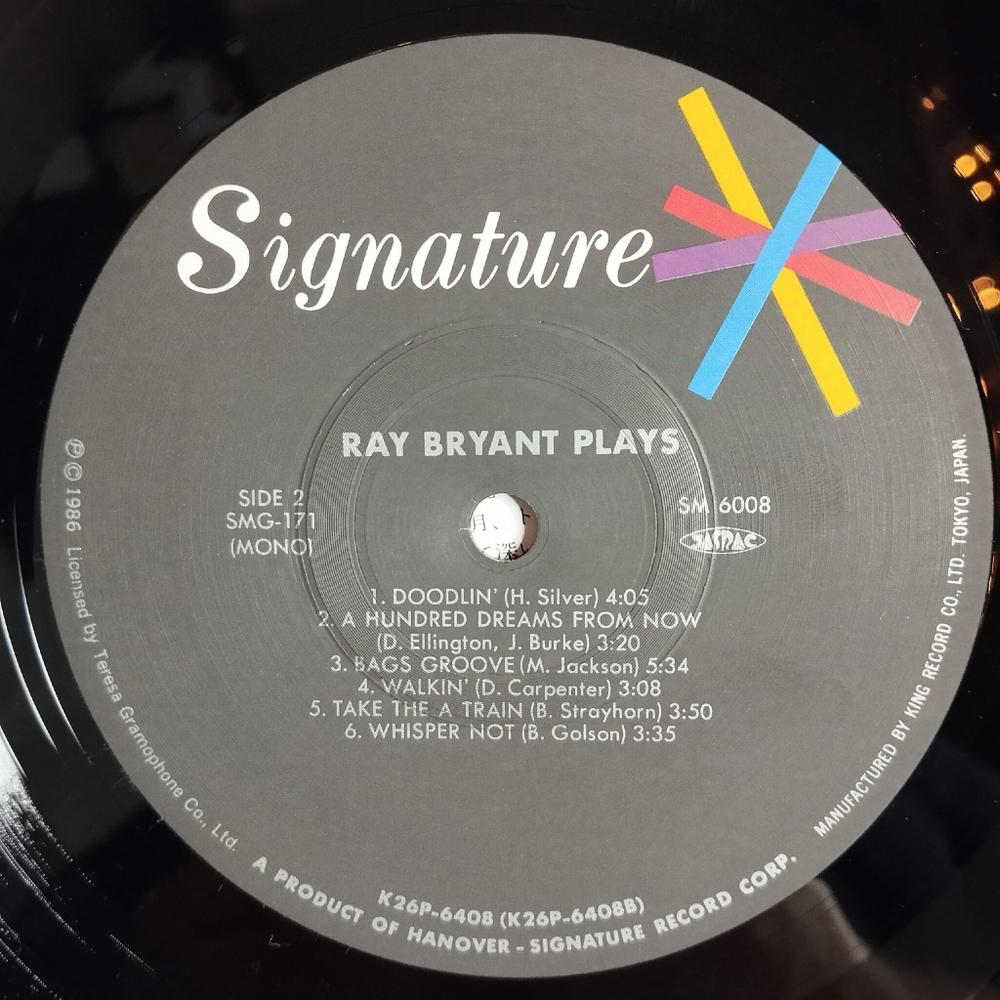 Signature
RAY BRYANT PLAYS
SIDE 2
SMG-171
(MONO)
SM 6008
JASRAC
1. DOODLIN' (H. Silver) 4:05
2. A HUNDRED DREAMS FROM NOW
(D. Ellington, J. Burke) 3:20
3. BAGS GROOVE (M. Jackson) 5:34
4. WALKIN' (D. Carpenter) 3:08
5. TAKE THE A TRAIN (B. Strayhorn) 3:50
6. WHISPER NOT (B. Golson) 3:35
Ⓟ© 1986 Licensed by Teresa Gramophone Co., Ltd.
K26P-6408 (K26P-6408B)
A PRODUCT OF HANOVER-SIGNATURE RECORD CORP.
MANUFACTURED BY KING RECORD CO., LTD. TOKYO, JAPAN.